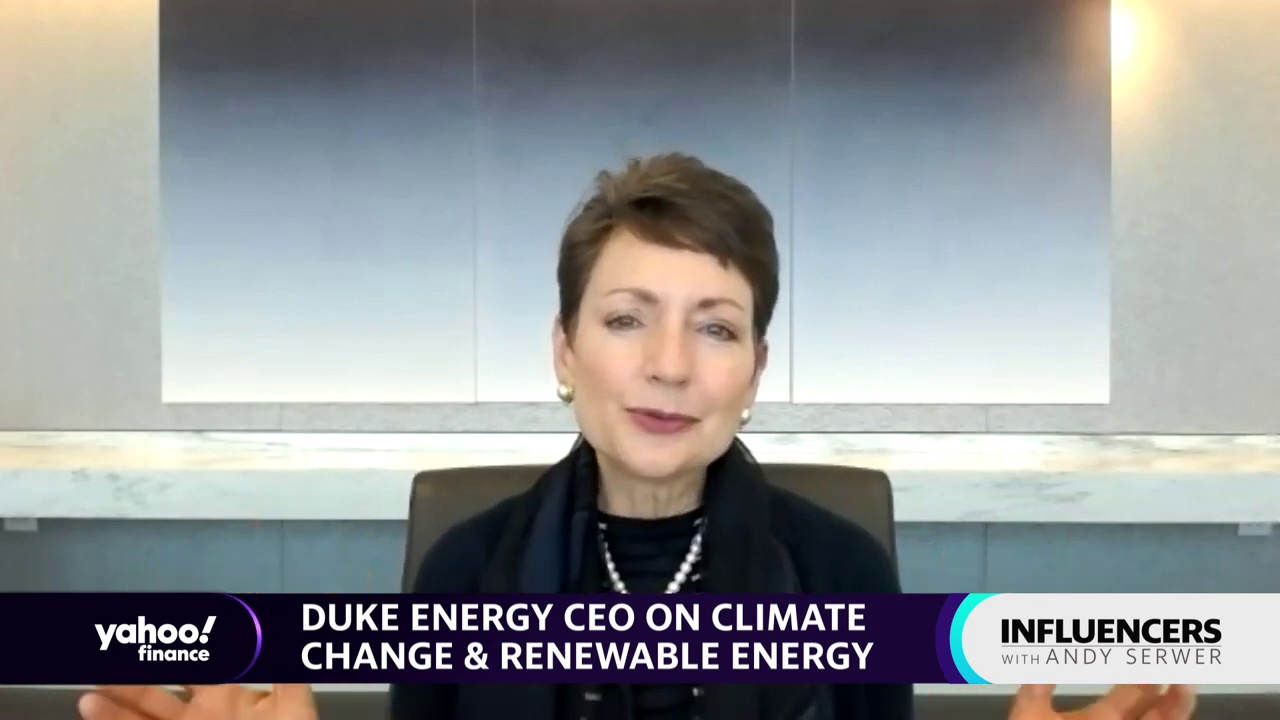 yahoo!
finance
DUKE ENERGY CEO ON CLIMATE
CHANGE & RENEWABLE ENERGY
INFLUENCERS
WITH ANDY SERWER